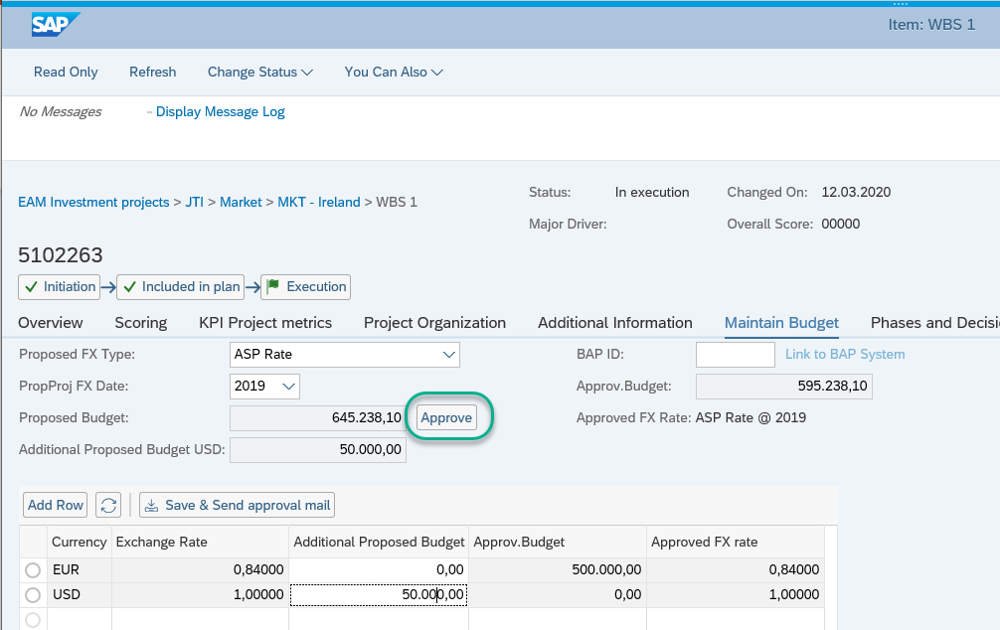 SAP
Item: WBS 1
Read Only Refresh Change Status You Can Also
No Messages - Display Message Log
Status: In execution Changed On: 12.03.2020
EAM Investment projects > JTI > Market > MKT - Ireland > WBS 1
Major Driver: Overall Score: 00000
5102263
Initiation Included in plan Execution
Overview Scoring KPI Project metrics Project Organization Additional Information Maintain Budget Phases and Decisi
Proposed FX Type: ASP Rate BAP ID: Link to BAP System
PropProj FX Date: 2019 Approv.Budget: 595.238,10
Proposed Budget: 645.238,10 Approve Approved FX Rate: ASP Rate @ 2019
Additional Proposed Budget USD: 50.000,00
Add Row Save & Send approval mail
Currency Exchange Rate Additional Proposed Budget Approv.Budget Approved FX rate
EUR 0,84000 0,00 500.000,00 0,84000
USD 1,00000 50.000,00 0,00 1,00000